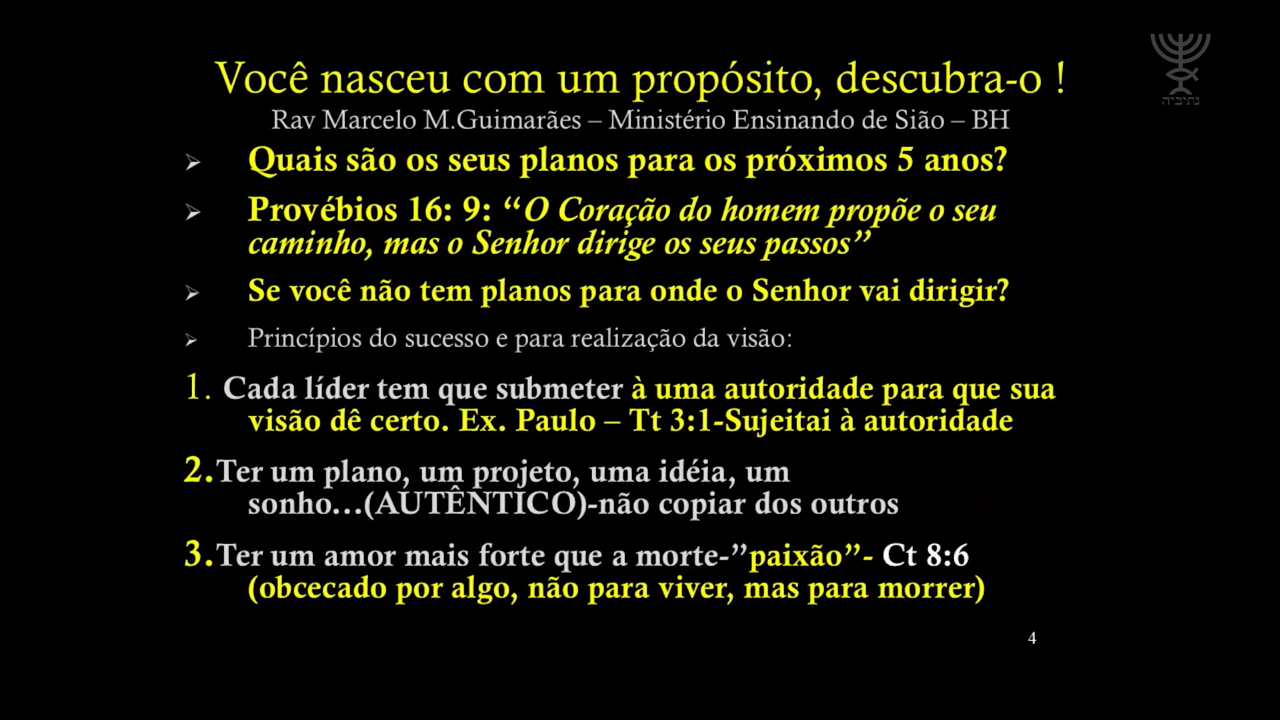 Você nasceu com um propósito, descubra-o !
Rav Marcelo M.Guimarães – Ministério Ensinando de Sião – BH
נתיביה
➢ Quais são os seus planos para os próximos 5 anos?
➢ Provébios 16: 9: “O Coração do homem propõe o seu
caminho, mas o Senhor dirige os seus passos”
➢ Se você não tem planos para onde o Senhor vai dirigir?
➢ Princípios do sucesso e para realização da visão:
1. Cada líder tem que submeter à uma autoridade para que sua
visão dê certo. Ex. Paulo – Tt 3:1-Sujeitai à autoridade
2.Ter um plano, um projeto, uma idéia, um
sonho...(AUTÊNTICO)-não copiar dos outros
3.Ter um amor mais forte que a morte-”paixão”- Ct 8:6
(obcecado por algo, não para viver, mas para morrer)
4